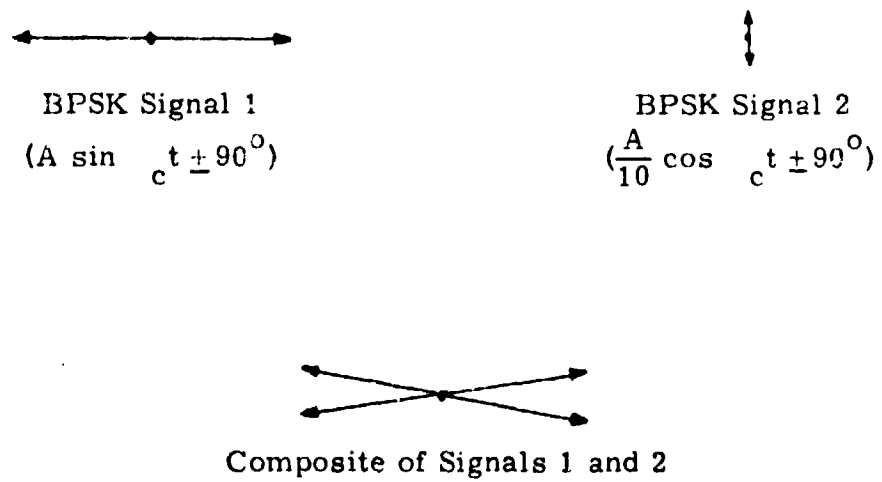 BPSK Signal 1
(A sin c t ± 90°)
BPSK Signal 2
(A/10 cos c t ± 90°)
Composite of Signals 1 and 2